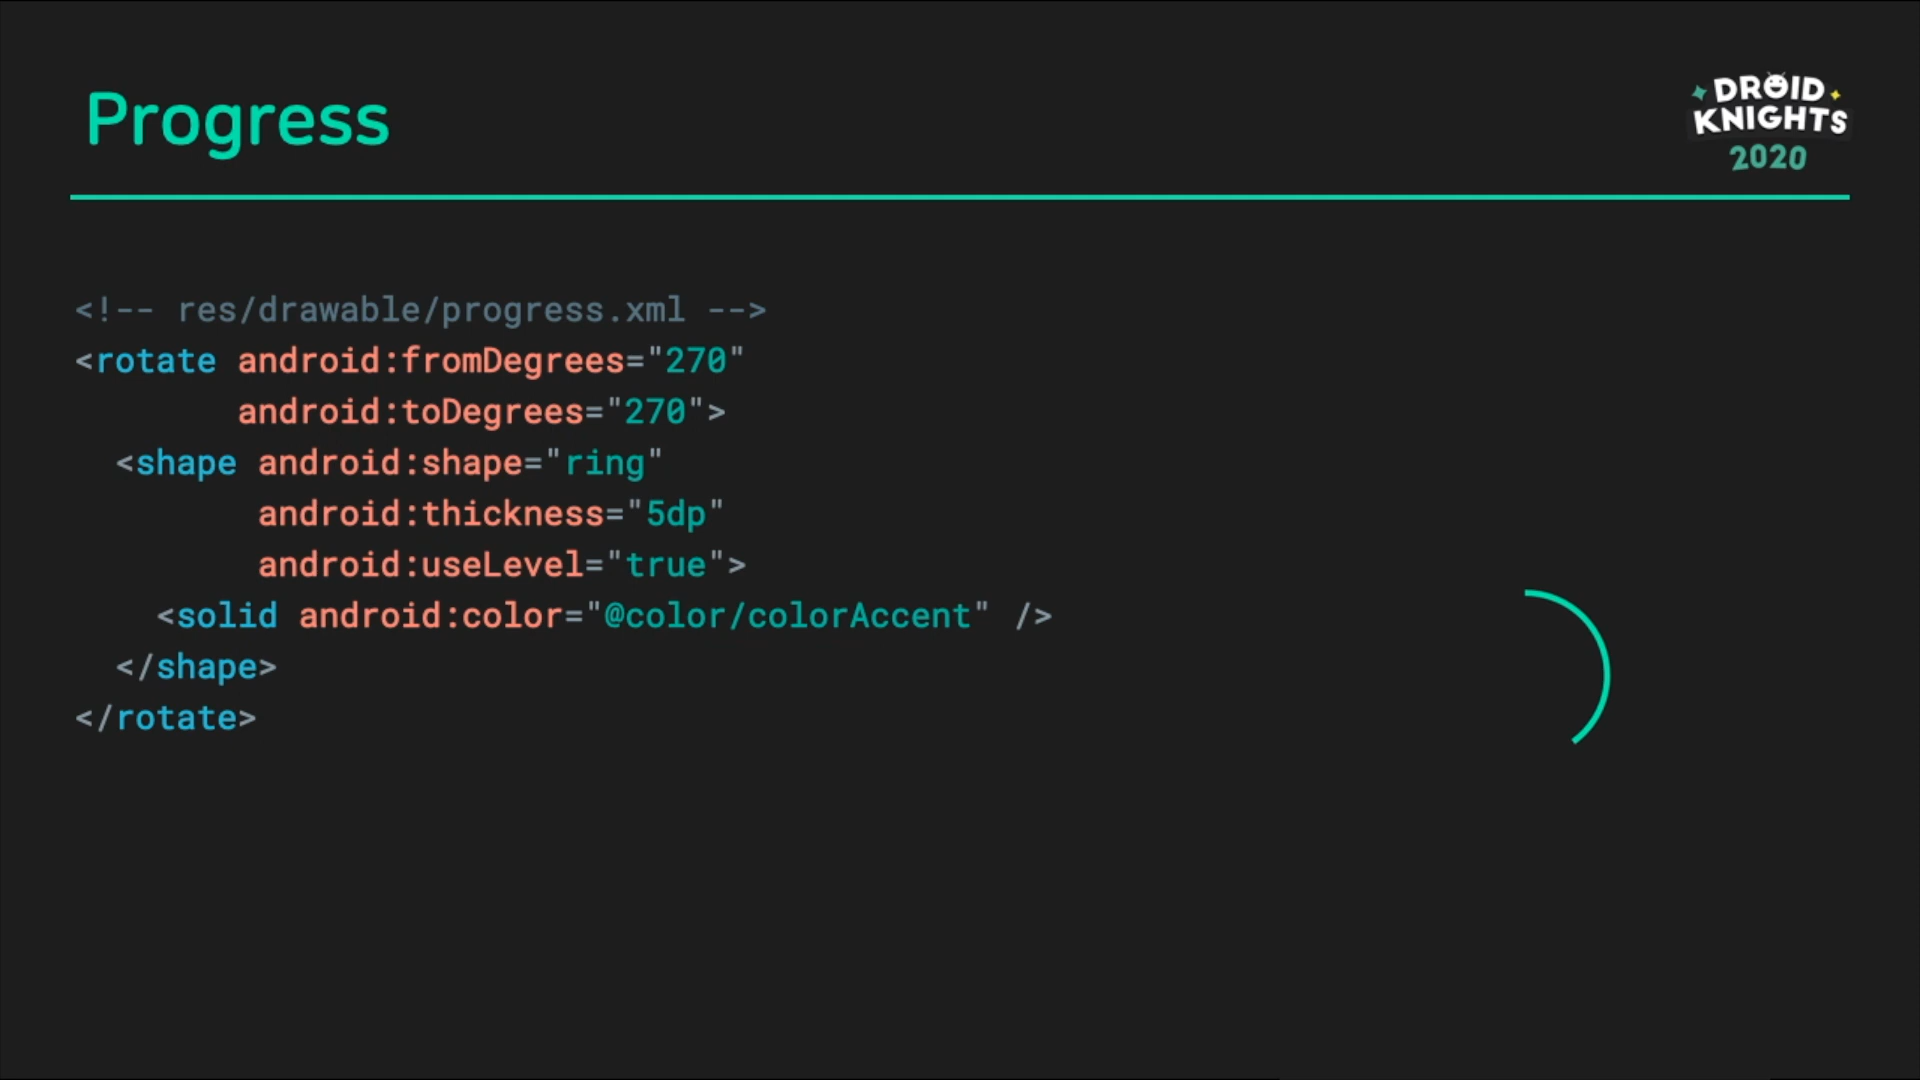 Progress
DROID
KNIGHTS
2020
<!-- res/drawable/progress.xml -->
<rotate android:fromDegrees="270"
android:toDegrees="270">
<shape android:shape="ring"
android:thickness="5dp"
android:useLevel="true">
<solid android:color="@color/colorAccent" />
</shape>
</rotate>